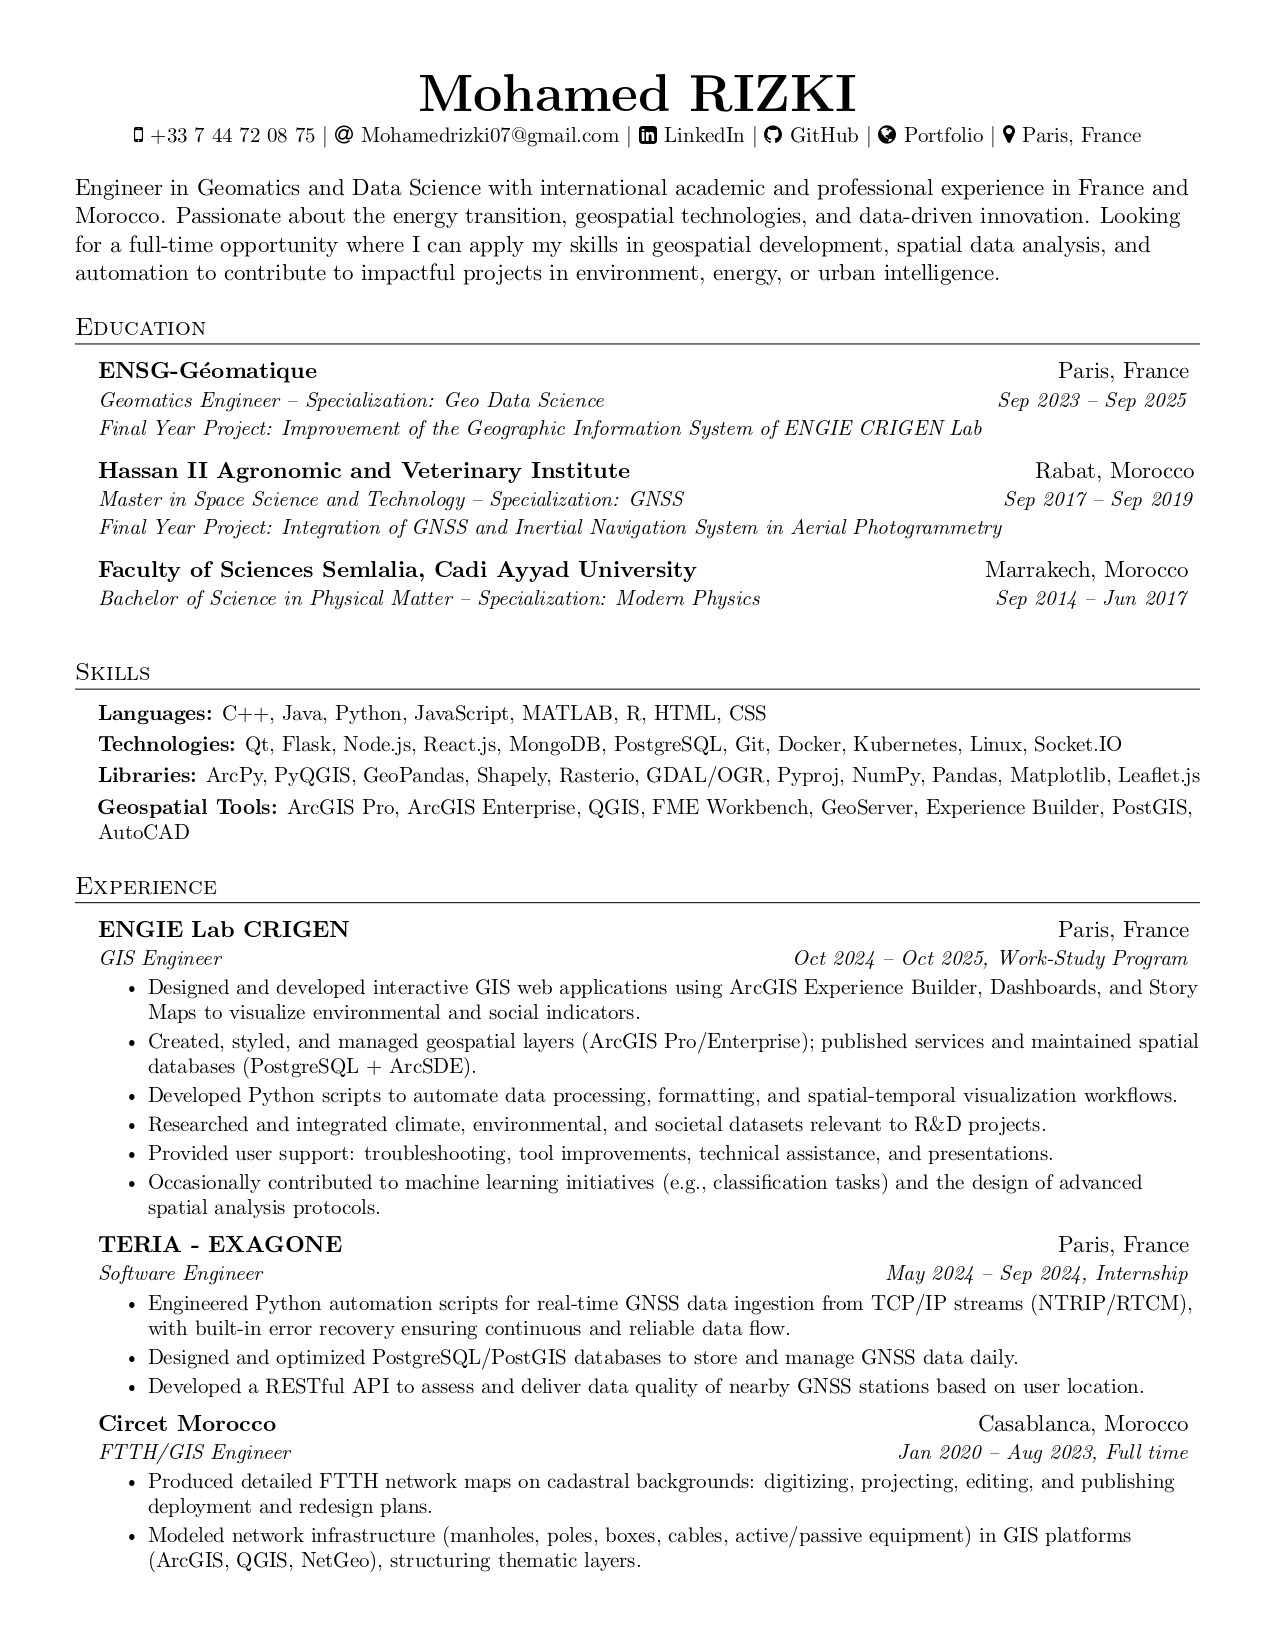 Mohamed RIZKI
+33 7 44 72 08 75 | Mohamedrizki07@gmail.com | LinkedIn | GitHub | Portfolio | Paris, France
Engineer in Geomatics and Data Science with international academic and professional experience in France and
Morocco. Passionate about the energy transition, geospatial technologies, and data-driven innovation. Looking
for a full-time opportunity where I can apply my skills in geospatial development, spatial data analysis, and
automation to contribute to impactful projects in environment, energy, or urban intelligence.
Education
ENSG-Géomatique Paris, France
Geomatics Engineer – Specialization: Geo Data Science Sep 2023 – Sep 2025
Final Year Project: Improvement of the Geographic Information System of ENGIE CRIGEN Lab
Hassan II Agronomic and Veterinary Institute Rabat, Morocco
Master in Space Science and Technology – Specialization: GNSS Sep 2017 – Sep 2019
Final Year Project: Integration of GNSS and Inertial Navigation System in Aerial Photogrammetry
Faculty of Sciences Semlalia, Cadi Ayyad University Marrakech, Morocco
Bachelor of Science in Physical Matter – Specialization: Modern Physics Sep 2014 – Jun 2017
Skills
Languages: C++, Java, Python, JavaScript, MATLAB, R, HTML, CSS
Technologies: Qt, Flask, Node.js, React.js, MongoDB, PostgreSQL, Git, Docker, Kubernetes, Linux, Socket.IO
Libraries: ArcPy, PyQGIS, GeoPandas, Shapely, Rasterio, GDAL/OGR, Pyproj, NumPy, Pandas, Matplotlib, Leaflet.js
Geospatial Tools: ArcGIS Pro, ArcGIS Enterprise, QGIS, FME Workbench, GeoServer, Experience Builder, PostGIS,
AutoCAD
Experience
ENGIE Lab CRIGEN Paris, France
GIS Engineer Oct 2024 – Oct 2025, Work-Study Program
• Designed and developed interactive GIS web applications using ArcGIS Experience Builder, Dashboards, and Story
Maps to visualize environmental and social indicators.
• Created, styled, and managed geospatial layers (ArcGIS Pro/Enterprise); published services and maintained spatial
databases (PostgreSQL + ArcSDE).
• Developed Python scripts to automate data processing, formatting, and spatial-temporal visualization workflows.
• Researched and integrated climate, environmental, and societal datasets relevant to R&D projects.
• Provided user support: troubleshooting, tool improvements, technical assistance, and presentations.
• Occasionally contributed to machine learning initiatives (e.g., classification tasks) and the design of advanced
spatial analysis protocols.
TERIA - EXAGONE Paris, France
Software Engineer May 2024 – Sep 2024, Internship
• Engineered Python automation scripts for real-time GNSS data ingestion from TCP/IP streams (NTRIP/RTCM),
with built-in error recovery ensuring continuous and reliable data flow.
• Designed and optimized PostgreSQL/PostGIS databases to store and manage GNSS data daily.
• Developed a RESTful API to assess and deliver data quality of nearby GNSS stations based on user location.
Circet Morocco Casablanca, Morocco
FTTH/GIS Engineer Jan 2020 – Aug 2023, Full time
• Produced detailed FTTH network maps on cadastral backgrounds: digitizing, projecting, editing, and publishing
deployment and redesign plans.
• Modeled network infrastructure (manholes, poles, boxes, cables, active/passive equipment) in GIS platforms
(ArcGIS, QGIS, NetGeo), structuring thematic layers.